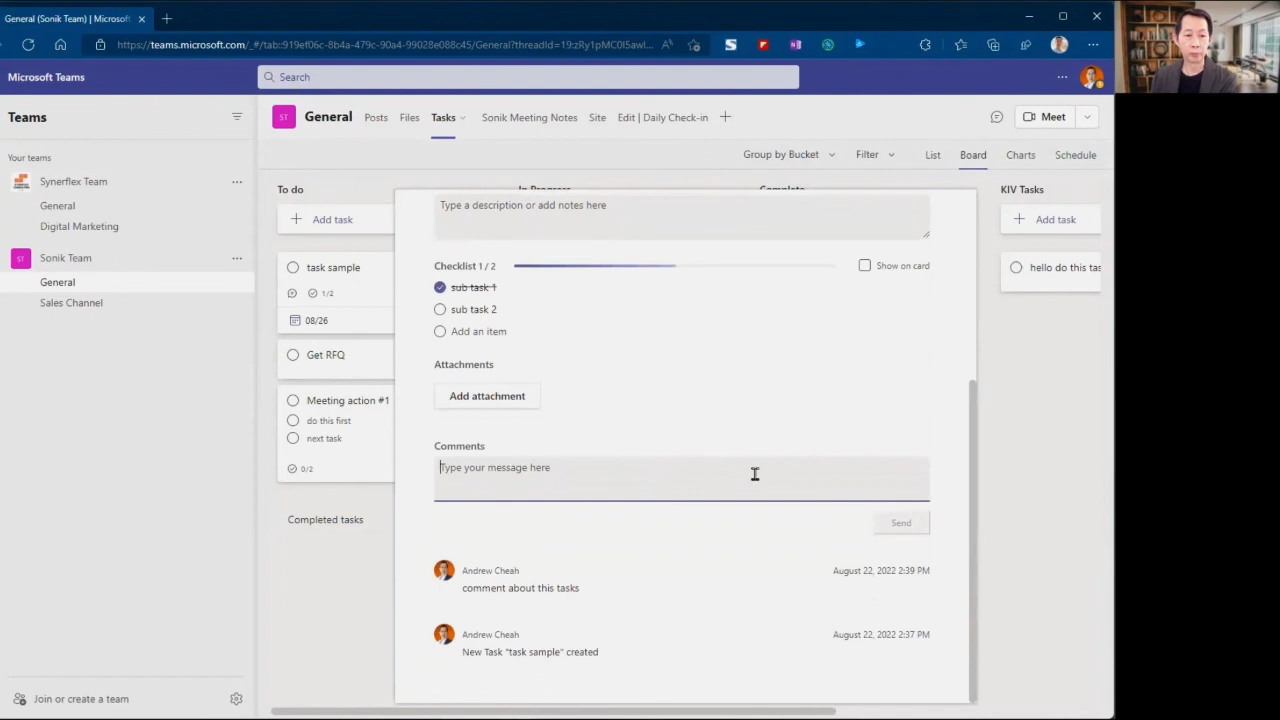 General (Sonik Team) | Microsoft
https://teams.microsoft.com/_#/tab:919ef06c-8b4a-479c-90a4-99028e088c45/General?threadId=19:zRy1pMC0I5awl...
Microsoft Teams
Search
Teams
ST
General
Posts
Files
Tasks
Sonik Meeting Notes
Site
Edit | Daily Check-in
Meet
Your teams
Group by Bucket
Filter
List
Board
Charts
Schedule
Synerflex Team
General
Digital Marketing
ST
Sonik Team
General
Sales Channel
Join or create a team
To do
In Progress
Complete
KIV Tasks
Add task
Add task
task sample
1/2
08/26
Get RFQ
Meeting action #1
do this first
next task
0/2
Completed tasks
hello do this tas
Type a description or add notes here
Checklist 1 / 2
Show on card
sub task 1
sub task 2
Add an item
Attachments
Add attachment
Comments
Type your message here
Send
Andrew Cheah
August 22, 2022 2:39 PM
comment about this tasks
Andrew Cheah
August 22, 2022 2:37 PM
New Task "task sample" created